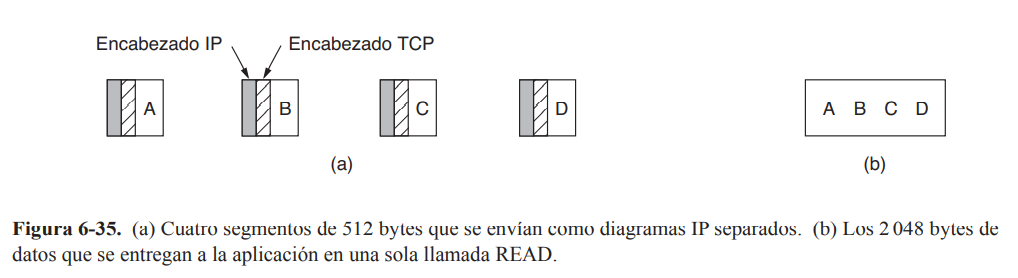 Encabezado IP Encabezado TCP
A B C D A B C D
(a) (b)
Figura 6-35. (a) Cuatro segmentos de 512 bytes que se envían como diagramas IP separados. (b) Los 2 048 bytes de
datos que se entregan a la aplicación en una sola llamada READ.